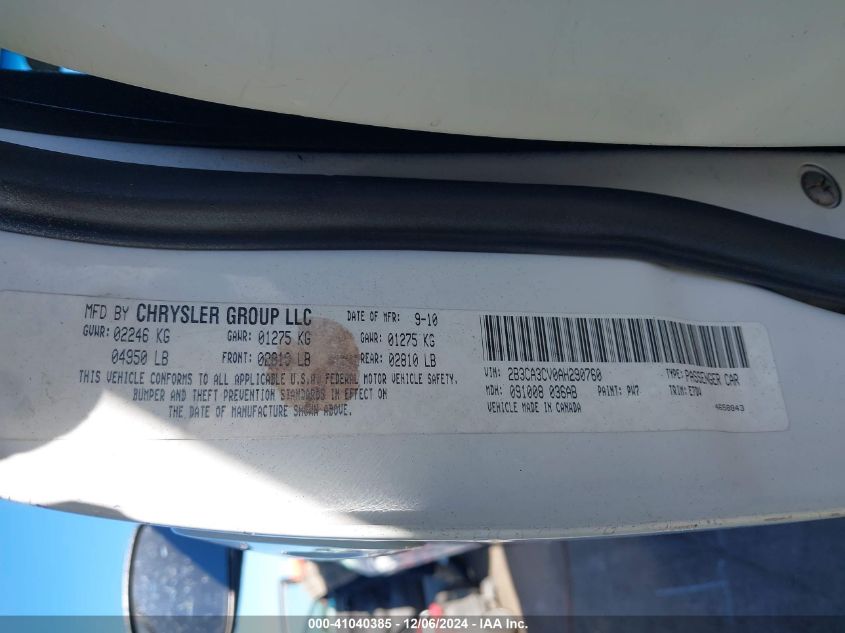 MFD BY CHRYSLER GROUP LLC DATE OF MFR: 9-10
GVWR: 02246 KG GAWR: 01275 KG GAWR: 01275 KG
04950 LB FRONT: 02810 LB REAR: 02810 LB
THIS VEHICLE CONFORMS TO ALL APPLICABLE U.S.A. FEDERAL MOTOR VEHICLE SAFETY,
BUMPER AND THEFT PREVENTION STANDARDS IN EFFECT ON
THE DATE OF MANUFACTURE SHOWN ABOVE.
VIN: 2B3CA3CV0AH290760 TYPE: PASSENGER CAR
MDH: 091008 036AB PAINT: PW7 TRIM: E7DV
VEHICLE MADE IN CANADA 4658843
000-41040385 - 12/06/2024 - IAA Inc.